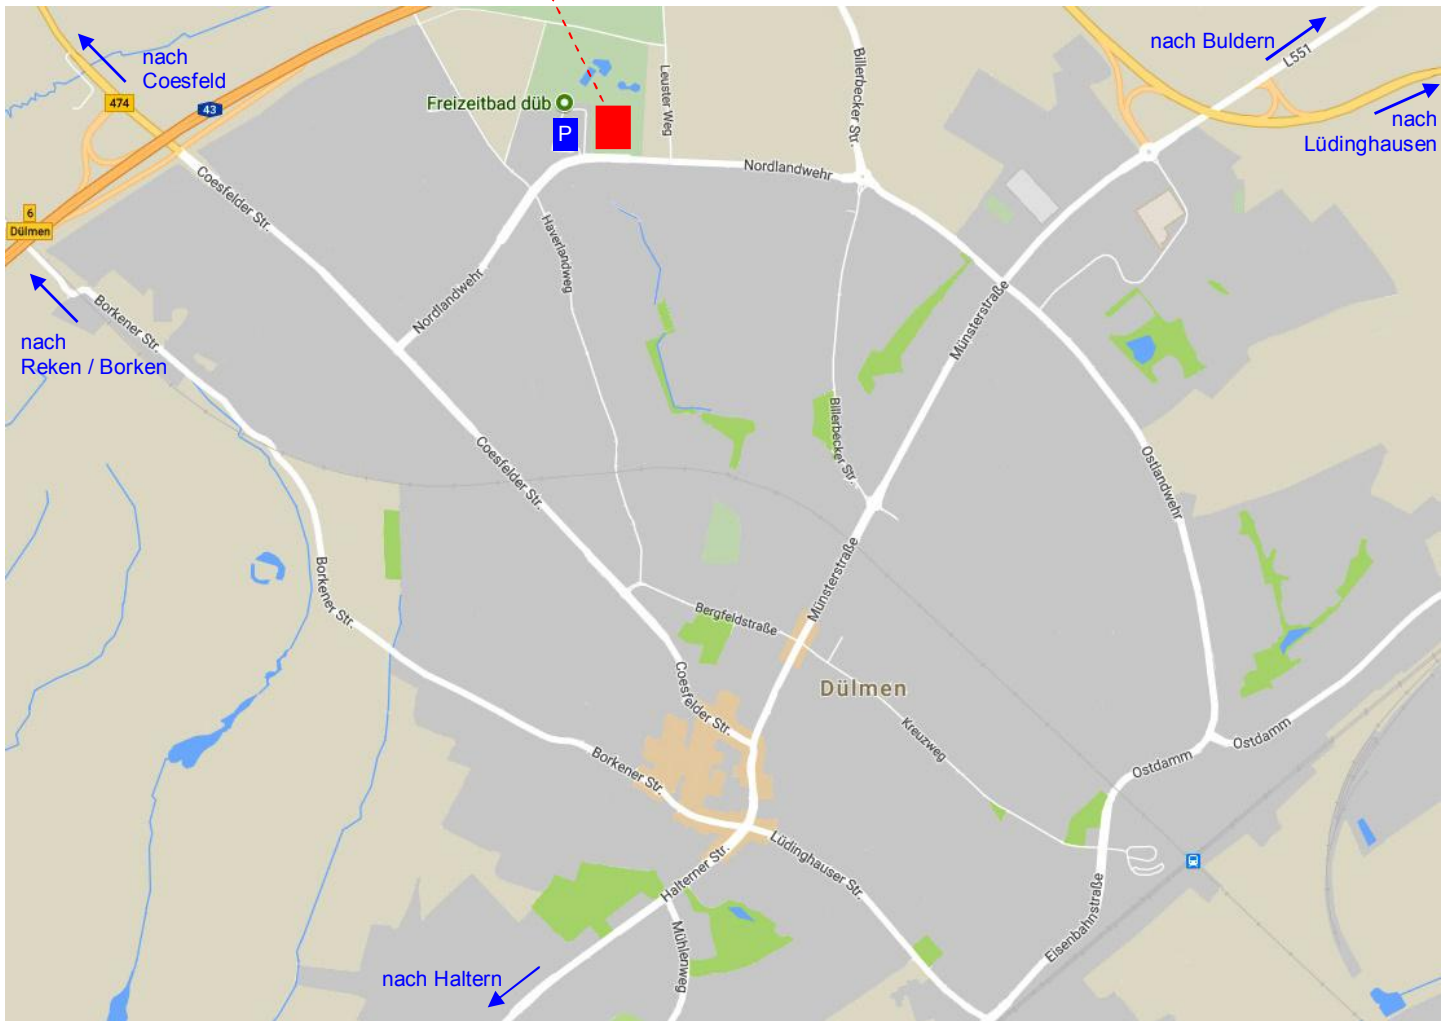 nach
Coesfeld
474
43
Freizeitbad düb
P
Leuster Weg
Billerbecker Str.
nach Buldern
L551
nach
Lüdinghausen
Nordlandwehr
Coesfelder Str.
6
Dülmen
Haverlandweg
Nordlandwehr
Borkener Str.
nach
Reken / Borken
Münsterstraße
Billerbecker Str.
Coesfelder Str.
Ostlandwehr
Borkener Str.
Münsterstraße
Bergfeldstraße
Dülmen
Coesfelder Str.
Kreuzweg
Ostdamm
Ostdamm
Borkener Str.
Halterner Str.
Lüdinghauser Str.
Eisenbahnstraße
Mühlenweg
nach Haltern